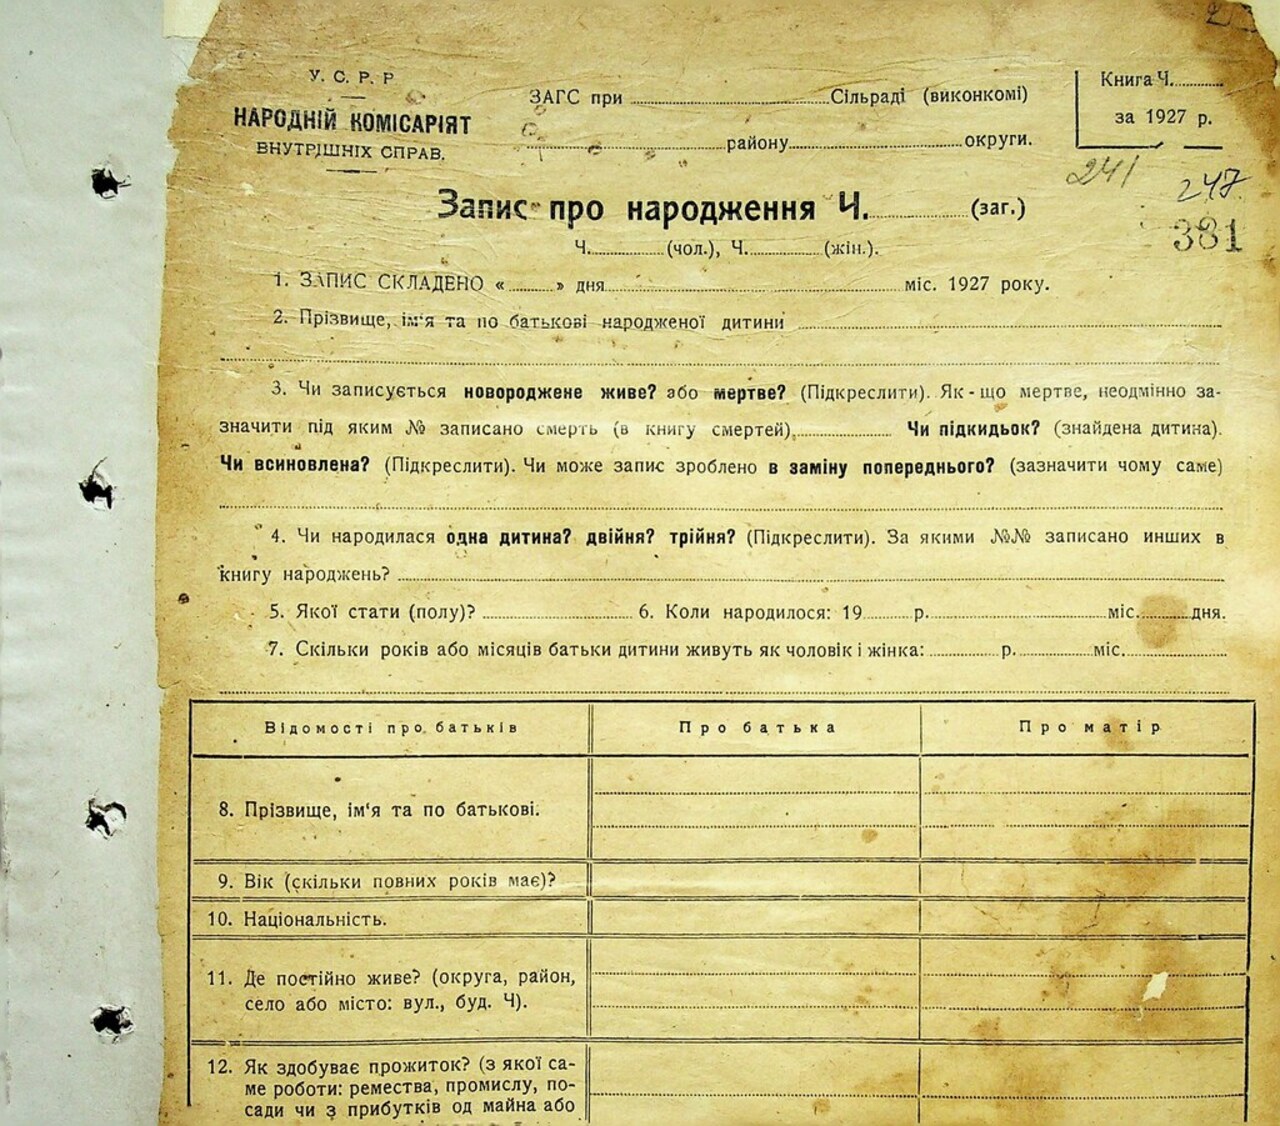 У. С. Р. Р
НАРОДНІЙ КОМІСАРІЯТ
ВНУТРІШНІХ СПРАВ.
ЗАГС при Сільраді (виконкомі)
району округи.
Книга Ч.
за 1927 р.
241
247
381
Запис про народження Ч. (заг.)
Ч. (чол.), Ч. (жін.).
1. ЗАПИС СКЛАДЕНО « » дня міс. 1927 року.
2. Прізвище, ім‘я та по батькові народженої дитини
3. Чи записується новороджене живе? або мертве? (Підкреслити). Як-що мертве, неодмінно за-
значити під яким № записано смерть (в книгу смертей), Чи підкидьок? (знайдена дитина).
Чи всиновлена? (Підкреслити). Чи може запис зроблено в заміну попереднього? (зазначити чому саме)
4. Чи народилася одна дитина? двійня? трійня? (Підкреслити). За якими №№ записано инших в
книгу народжень?
5. Якої стати (полу)? 6. Коли народилося: 19 р. міс. дня.
7. Скільки років або місяців батьки дитини живуть як чоловік і жінка: р. міс.
Відомості про батьків Про батька Про матір
8. Прізвище, ім‘я та по батькові.
9. Вік (скільки повних років має)?
10. Національність.
11. Де постійно живе? (округа, район,
село або місто: вул., буд. Ч).
12. Як здобуває прожиток? (з якої са-
ме роботи: ремества, промислу, по-
сади чи з прибутків од майна або